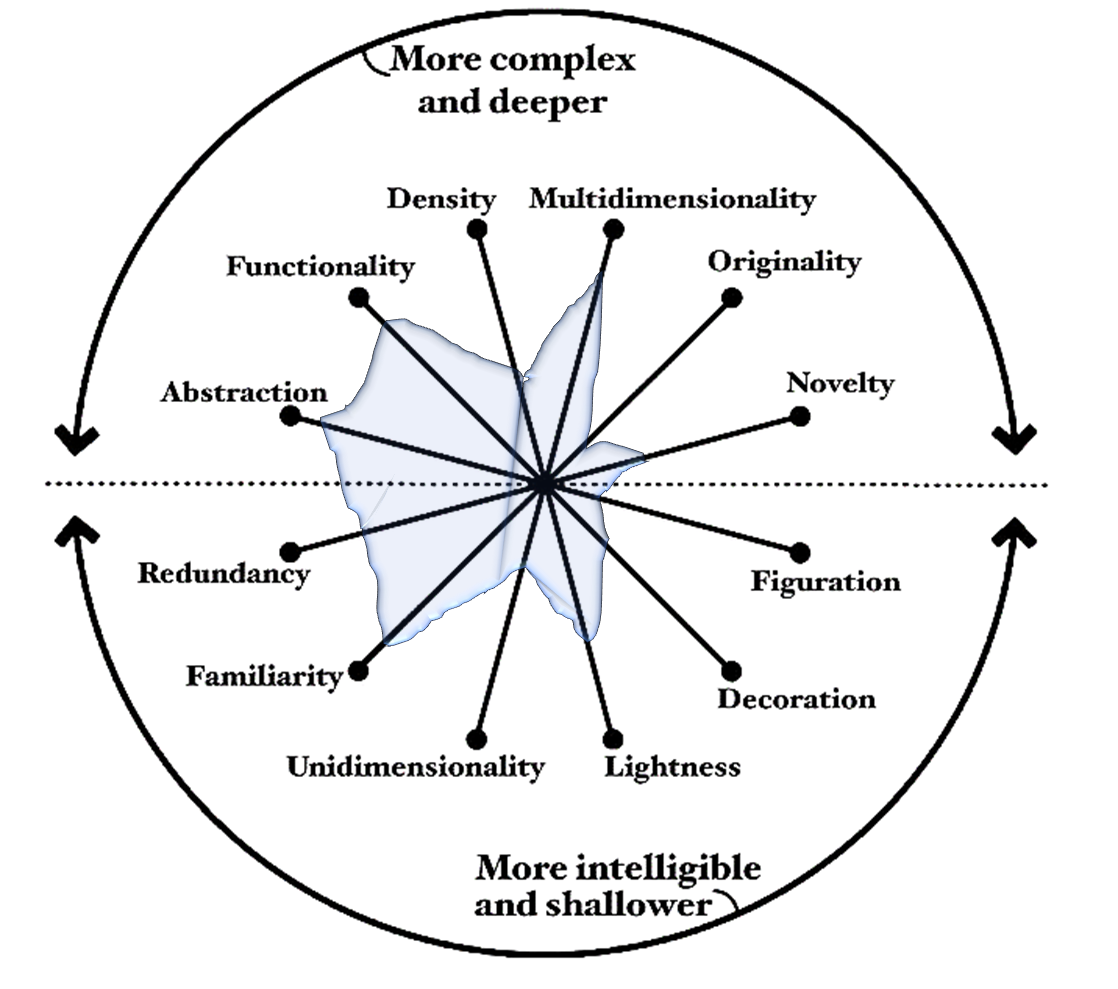 More complex
and deeper
Density
Multidimensionality
Functionality
Originality
Abstraction
Novelty
Redundancy
Figuration
Familiarity
Decoration
Unidimensionality
Lightness
More intelligible
and shallower